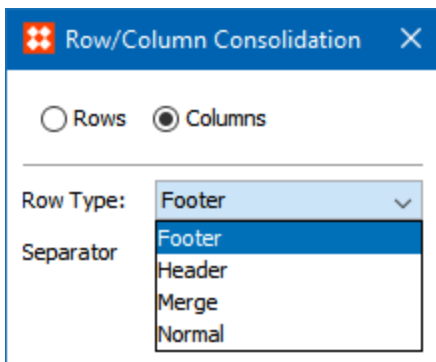 Row/Column Consolidation
Rows Columns
Row Type: Footer
Footer
Separator
Header
Merge
Normal